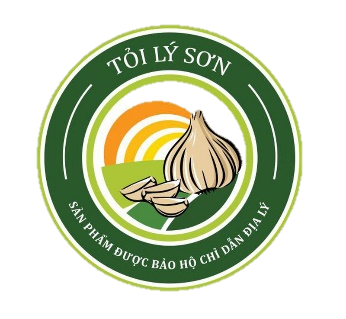 TỎI LÝ SƠN
SẢN PHẨM ĐƯỢC BẢO HỘ CHỈ DẪN ĐỊA LÝ